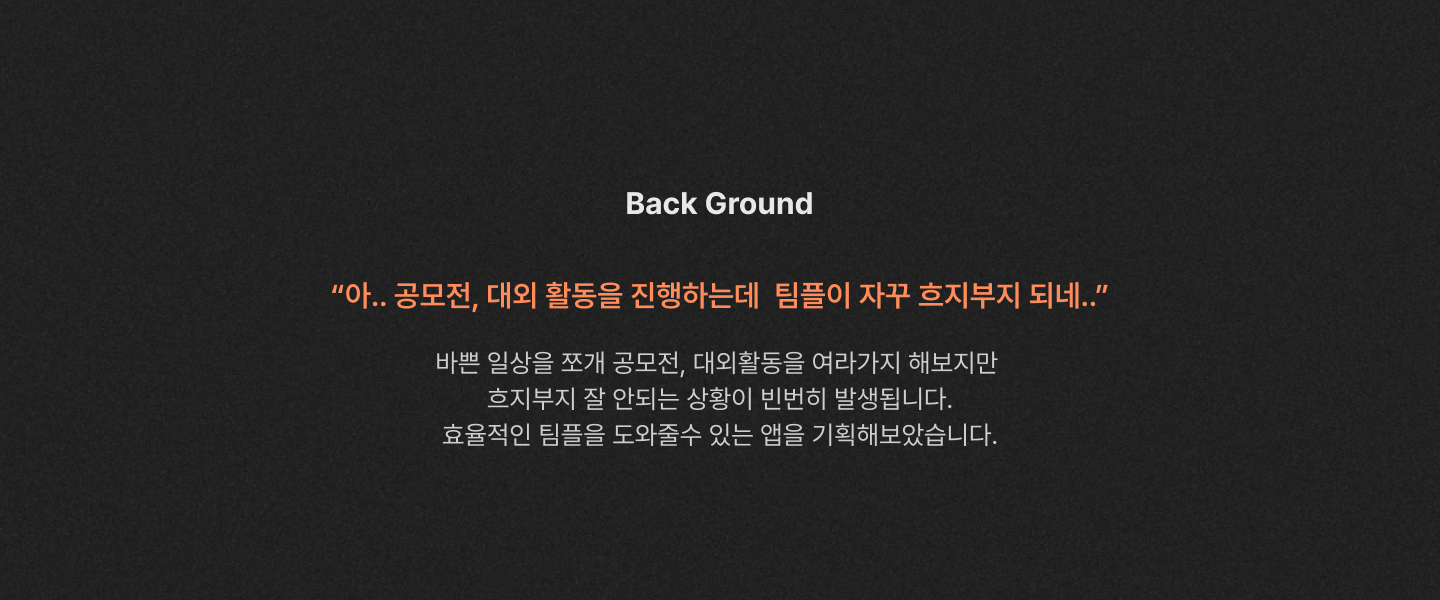 Back Ground
“아.. 공모전, 대외 활동을 진행하는데  팀플이 자꾸 흐지부지 되네..”
바쁜 일상을 쪼개 공모전, 대외활동을 여라가지 해보지만
흐지부지 잘 안되는 상황이 빈번히 발생됩니다.
효율적인 팀플을 도와줄수 있는 앱을 기획해보았습니다.